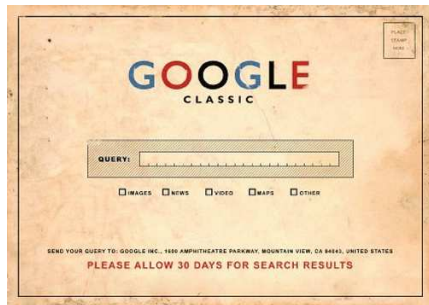 PLACE
STAMP
HERE
GOOGLE
CLASSIC
QUERY:
IMAGES NEWS VIDEO MAPS OTHER
SEND YOUR QUERY TO: GOOGLE INC., 1600 AMPHITHEATRE PARKWAY, MOUNTAIN VIEW, CA 94043, UNITED STATES
PLEASE ALLOW 30 DAYS FOR SEARCH RESULTS